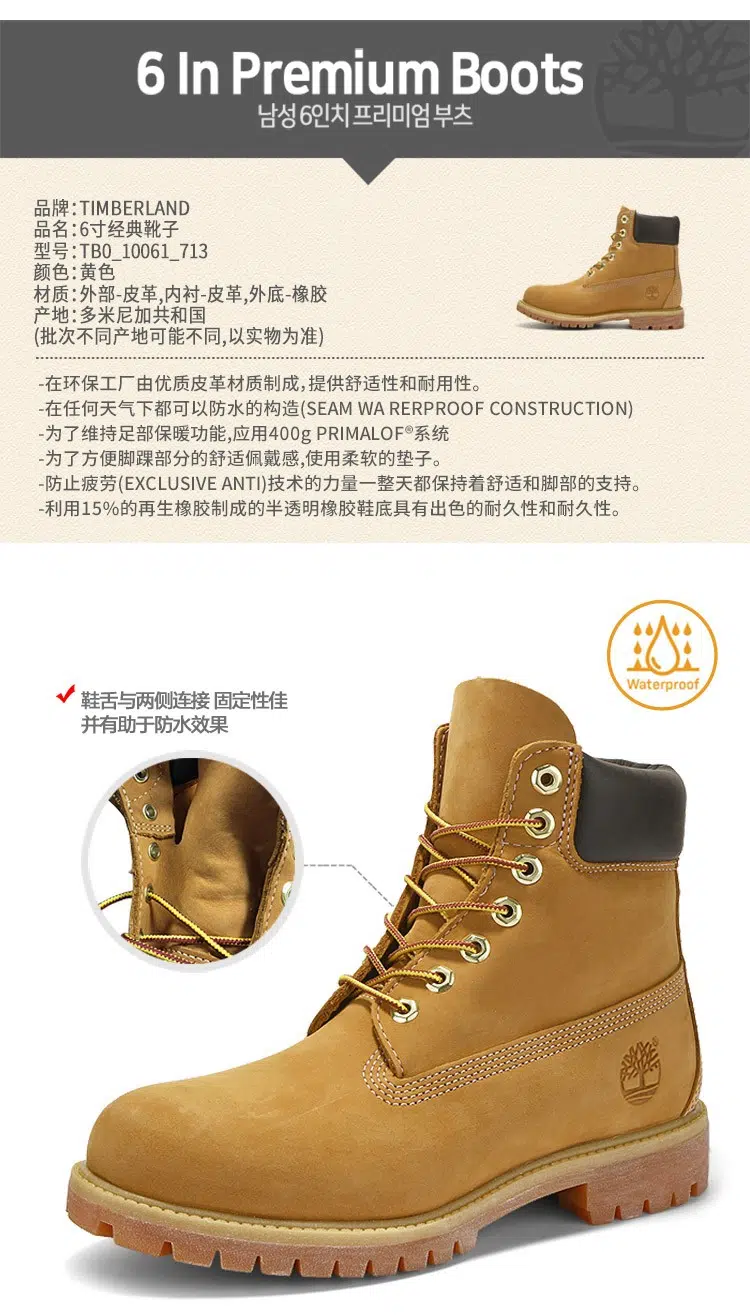 6 In Premium Boots
남성 6인치 프리미엄 부츠
品牌:TIMBERLAND
品名:6寸经典靴子
型号:TB0_10061_713
颜色:黄色
材质:外部-皮革,内衬-皮革,外底-橡胶
产地:多米尼加共和国
(批次不同产地可能不同,以实物为准)
-在环保工厂由优质皮革材质制成,提供舒适性和耐用性。
-在任何天气下都可以防水的构造(SEAM WA RERPROOF CONSTRUCTION)
-为了维持足部保暖功能,应用400g PRIMALOF®系统
-为了方便脚踝部分的舒适佩戴感,使用柔软的垫子。
-防止疲劳(EXCLUSIVE ANTI)技术的力量一整天都保持着舒适和脚部的支持。
-利用15%的再生橡胶制成的半透明橡胶鞋底具有出色的耐久性和耐久性。
Waterproof
鞋舌与两侧连接 固定性佳
并有助于防水效果